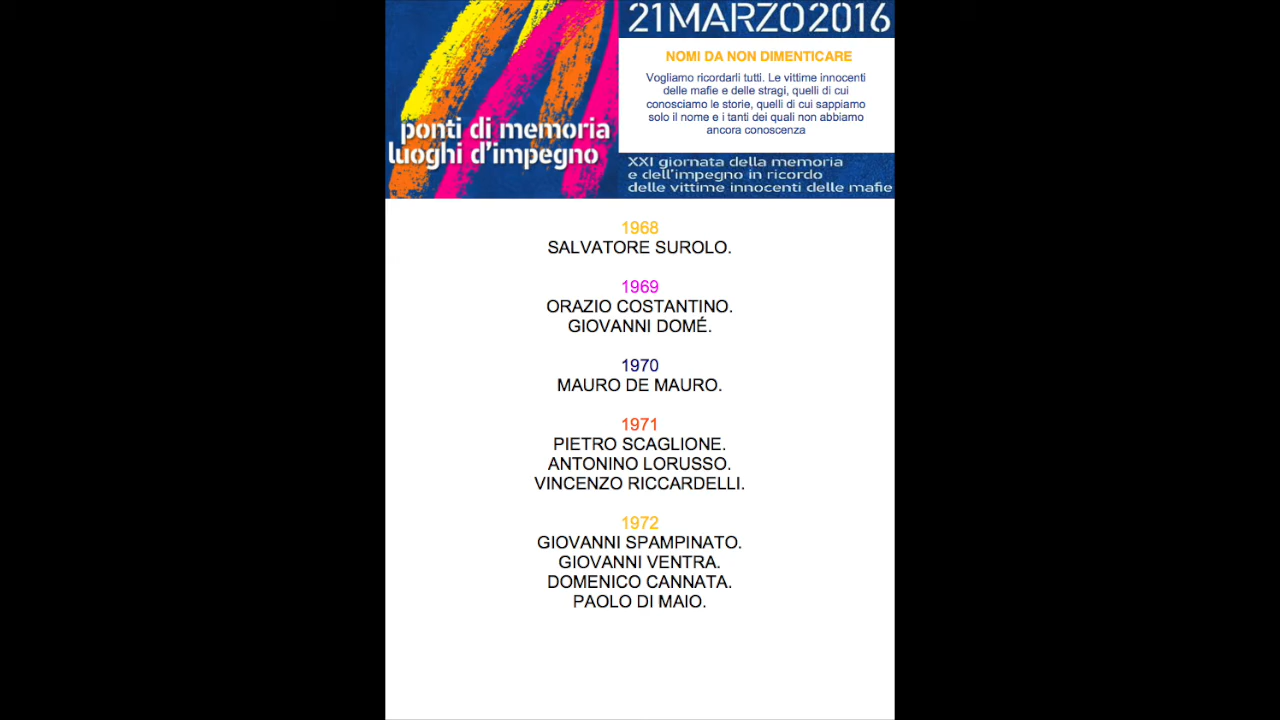 21MARZO2016
NOMI DA NON DIMENTICARE
Vogliamo ricordarli tutti. Le vittime innocenti
delle mafie e delle stragi, quelli di cui
conosciamo le storie, quelli di cui sappiamo
solo il nome e i tanti dei quali non abbiamo
ancora conoscenza
ponti di memoria
luoghi d'impegno
XXI giornata della memoria
e dell'impegno in ricordo
delle vittime innocenti delle mafie
1968
SALVATORE SUROLO.
1969
ORAZIO COSTANTINO.
GIOVANNI DOMÉ.
1970
MAURO DE MAURO.
1971
PIETRO SCAGLIONE.
ANTONINO LORUSSO.
VINCENZO RICCARDELLI.
1972
GIOVANNI SPAMPINATO.
GIOVANNI VENTRA.
DOMENICO CANNATA.
PAOLO DI MAIO.